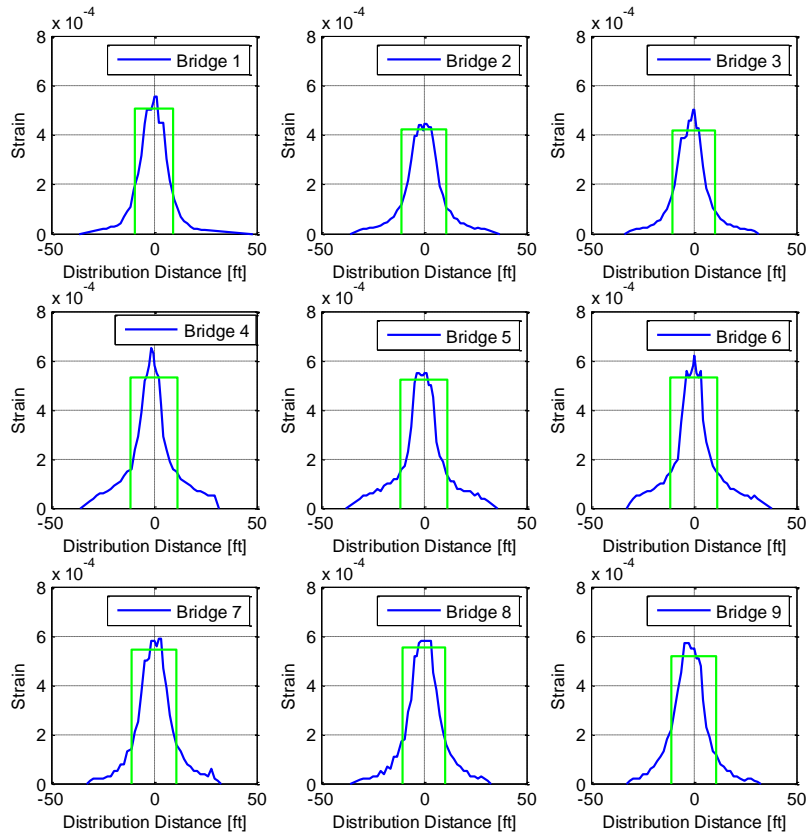 x 10⁻⁴ x 10⁻⁴ x 10⁻⁴
8 8 8
Bridge 1 Bridge 2 Bridge 3
6 6 6
Strain Strain Strain
4 4 4
2 2 2
0 0 0
-50 0 50 -50 0 50 -50 0 50
Distribution Distance [ft] Distribution Distance [ft] Distribution Distance [ft]
x 10⁻⁴ x 10⁻⁴ x 10⁻⁴
8 8 8
Bridge 4 Bridge 5 Bridge 6
6 6 6
Strain Strain Strain
4 4 4
2 2 2
0 0 0
-50 0 50 -50 0 50 -50 0 50
Distribution Distance [ft] Distribution Distance [ft] Distribution Distance [ft]
x 10⁻⁴ x 10⁻⁴ x 10⁻⁴
8 8 8
Bridge 7 Bridge 8 Bridge 9
6 6 6
Strain Strain Strain
4 4 4
2 2 2
0 0 0
-50 0 50 -50 0 50 -50 0 50
Distribution Distance [ft] Distribution Distance [ft] Distribution Distance [ft]